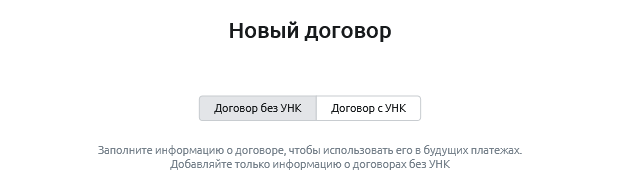 Новый договор
Договор без УНК Договор с УНК
Заполните информацию о договоре, чтобы использовать его в будущих платежах.
Добавляйте только информацию о договорах без УНК